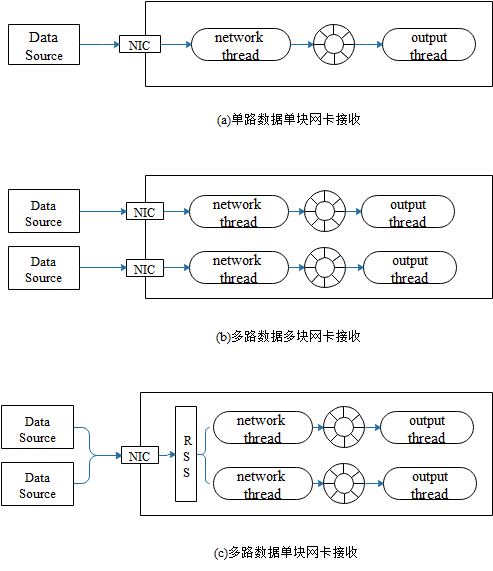 Data
Source
NIC
network
thread
output
thread
(a)单路数据单块网卡接收
Data
Source
NIC
network
thread
output
thread
Data
Source
NIC
network
thread
output
thread
(b)多路数据多块网卡接收
Data
Source
Data
Source
NIC
R
S
S
network
thread
output
thread
network
thread
output
thread
(c)多路数据单块网卡接收